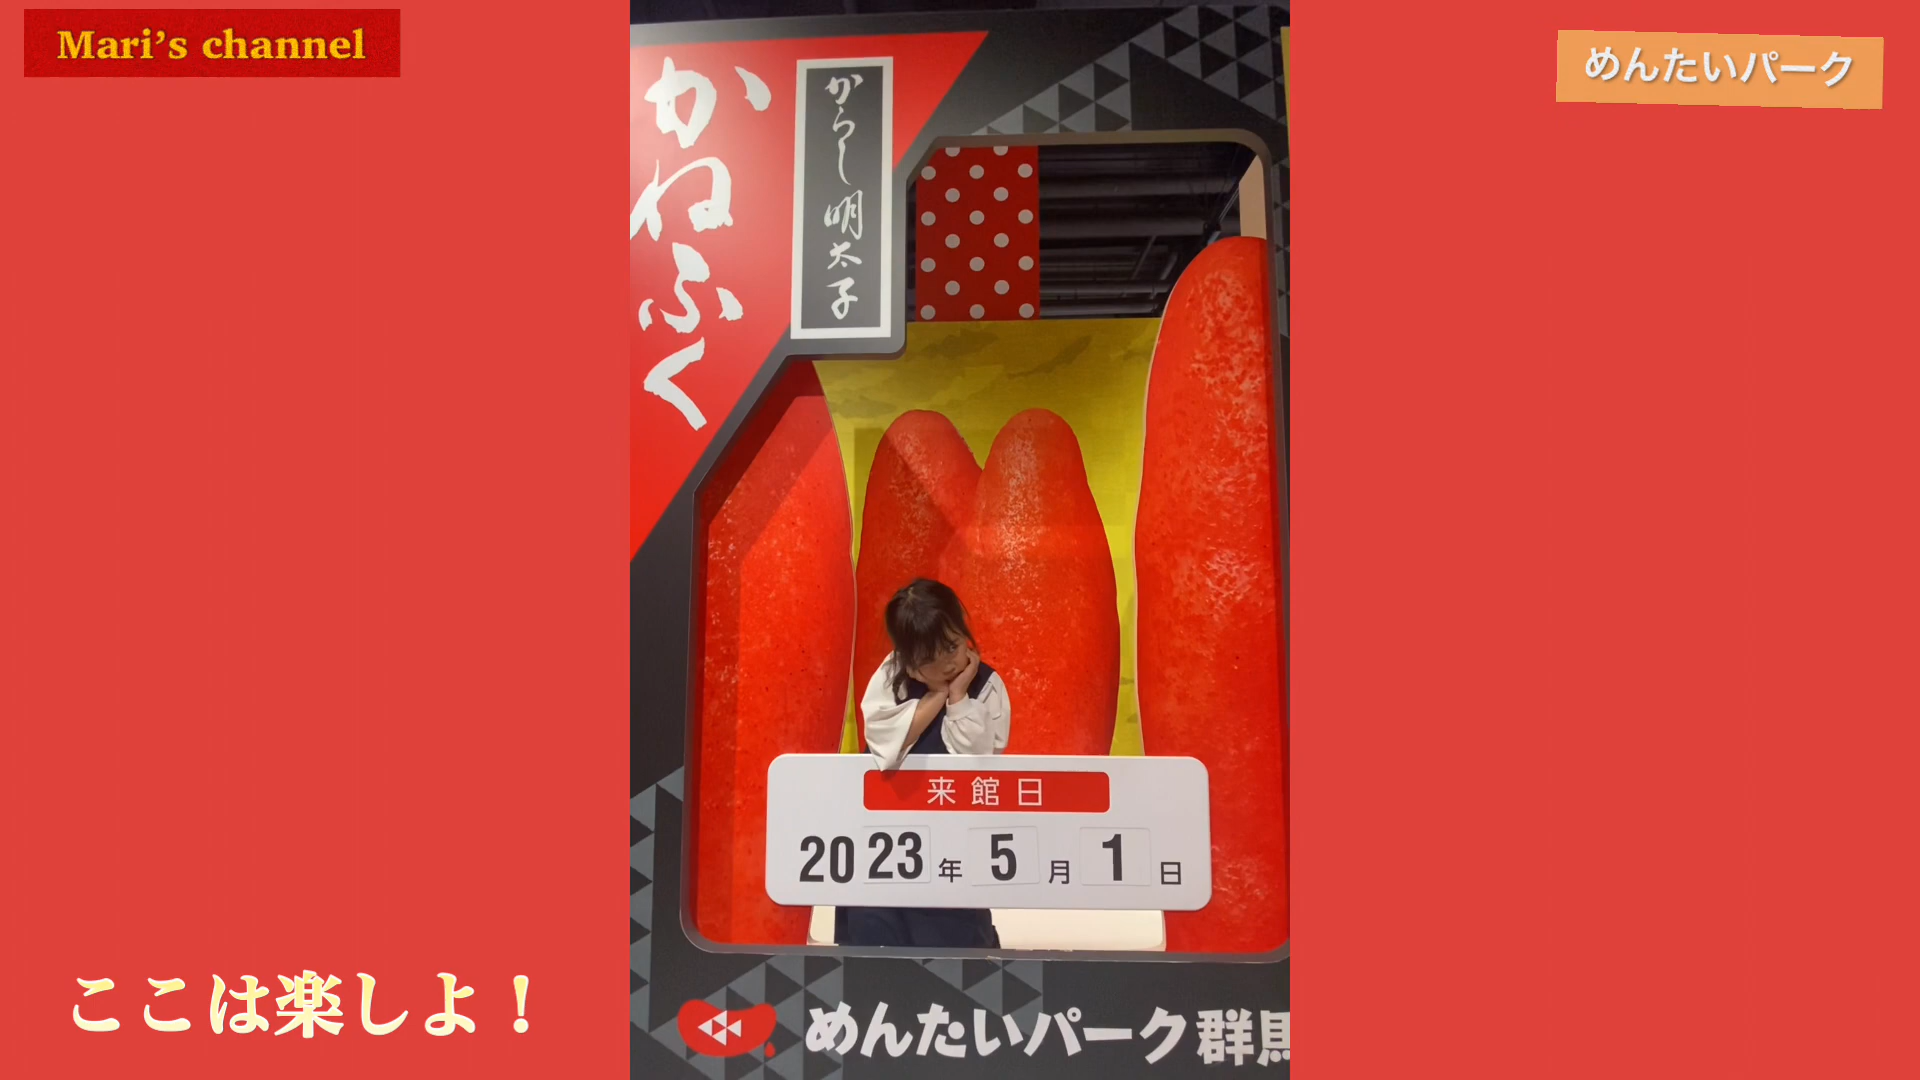 Mari's channel
めんたいパーク
かねふく
からし明太子
来館日
2023年5月1日
ここは楽しよ！
めんたいパーク群馬